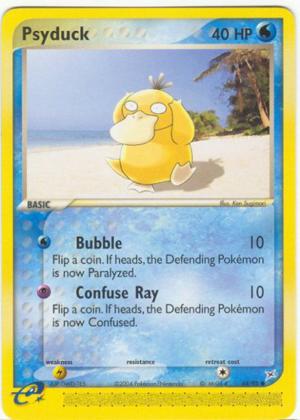 Psyduck
40 HP
Illus. Ken Sugimori
BASIC
Bubble 10
Flip a coin. If heads, the Defending Pokémon
is now Paralyzed.
Confuse Ray 10
Flip a coin. If heads, the Defending Pokémon
is now Confused.
weakness resistance retreat cost
©2004 Pokémon/Nintendo
e